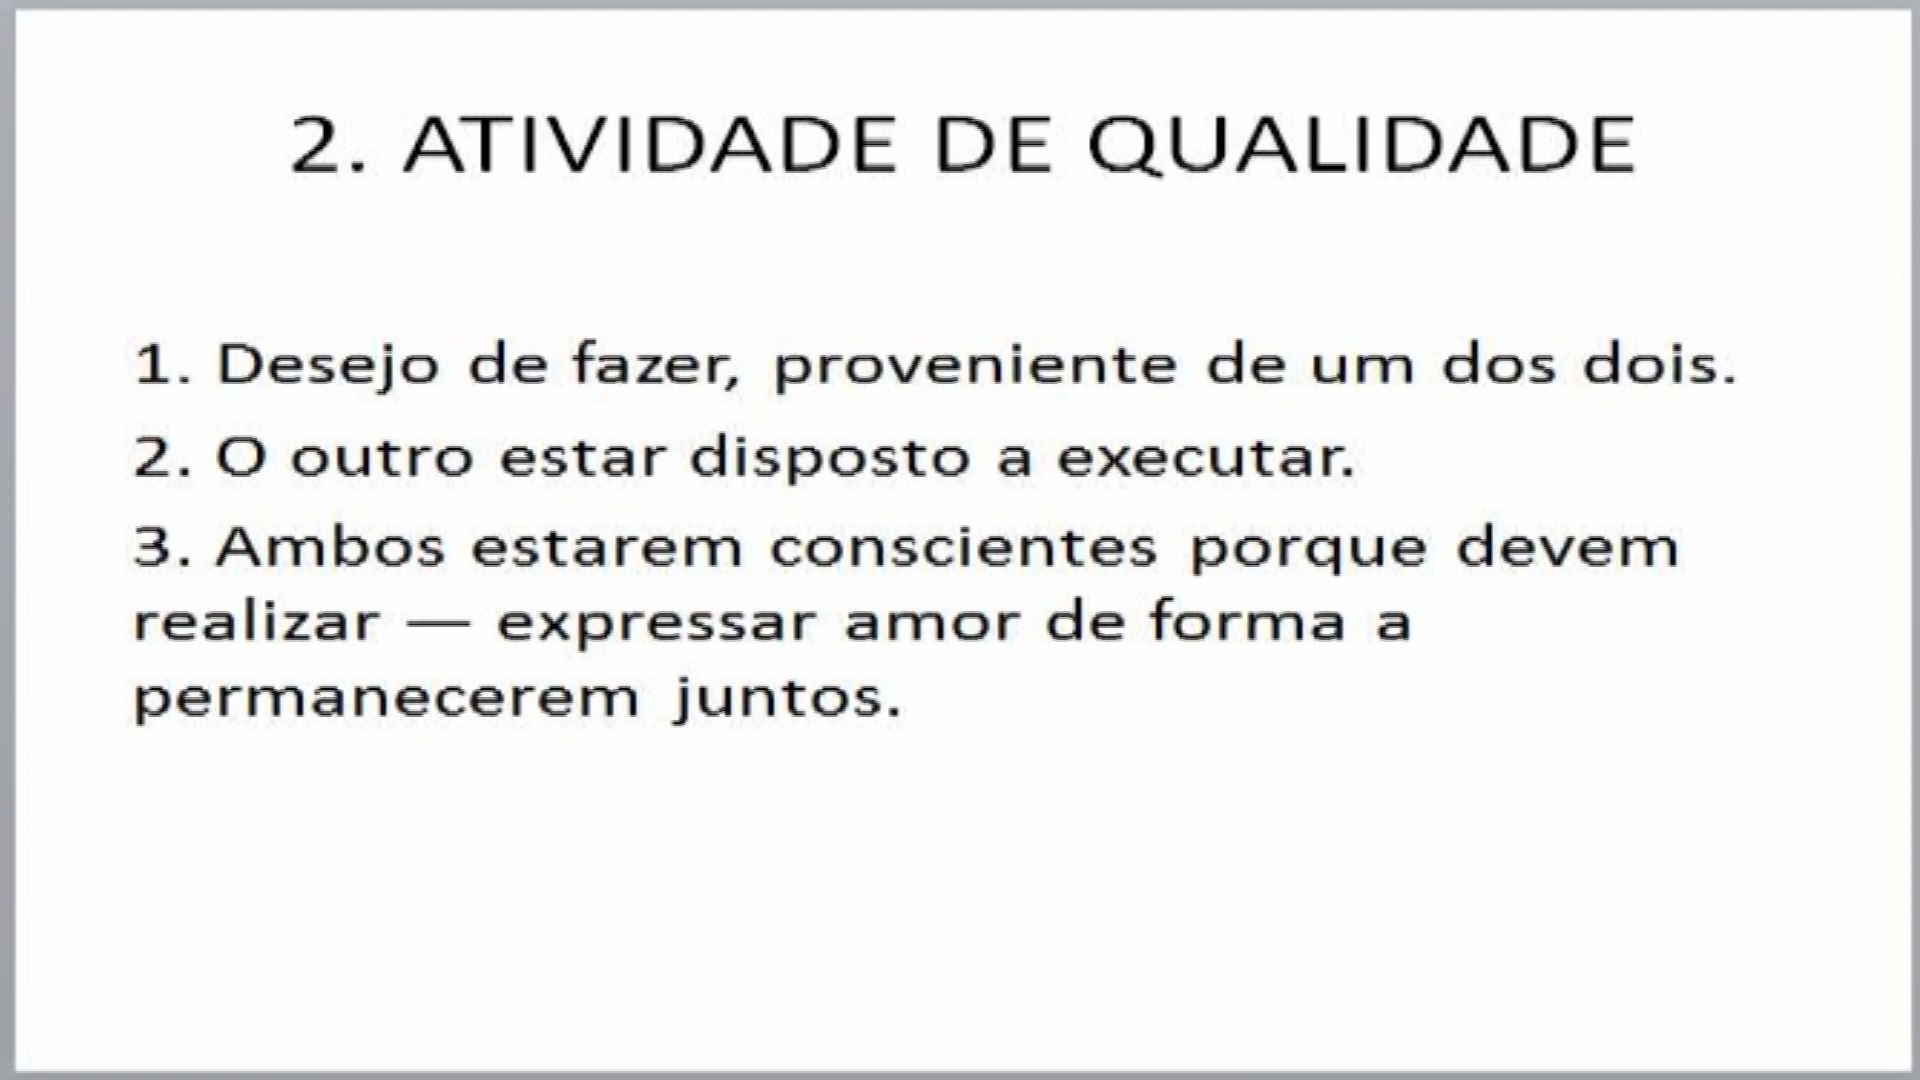 2. ATIVIDADE DE QUALIDADE
1. Desejo de fazer, proveniente de um dos dois.
2. O outro estar disposto a executar.
3. Ambos estarem conscientes porque devem
realizar — expressar amor de forma a
permanecerem juntos.